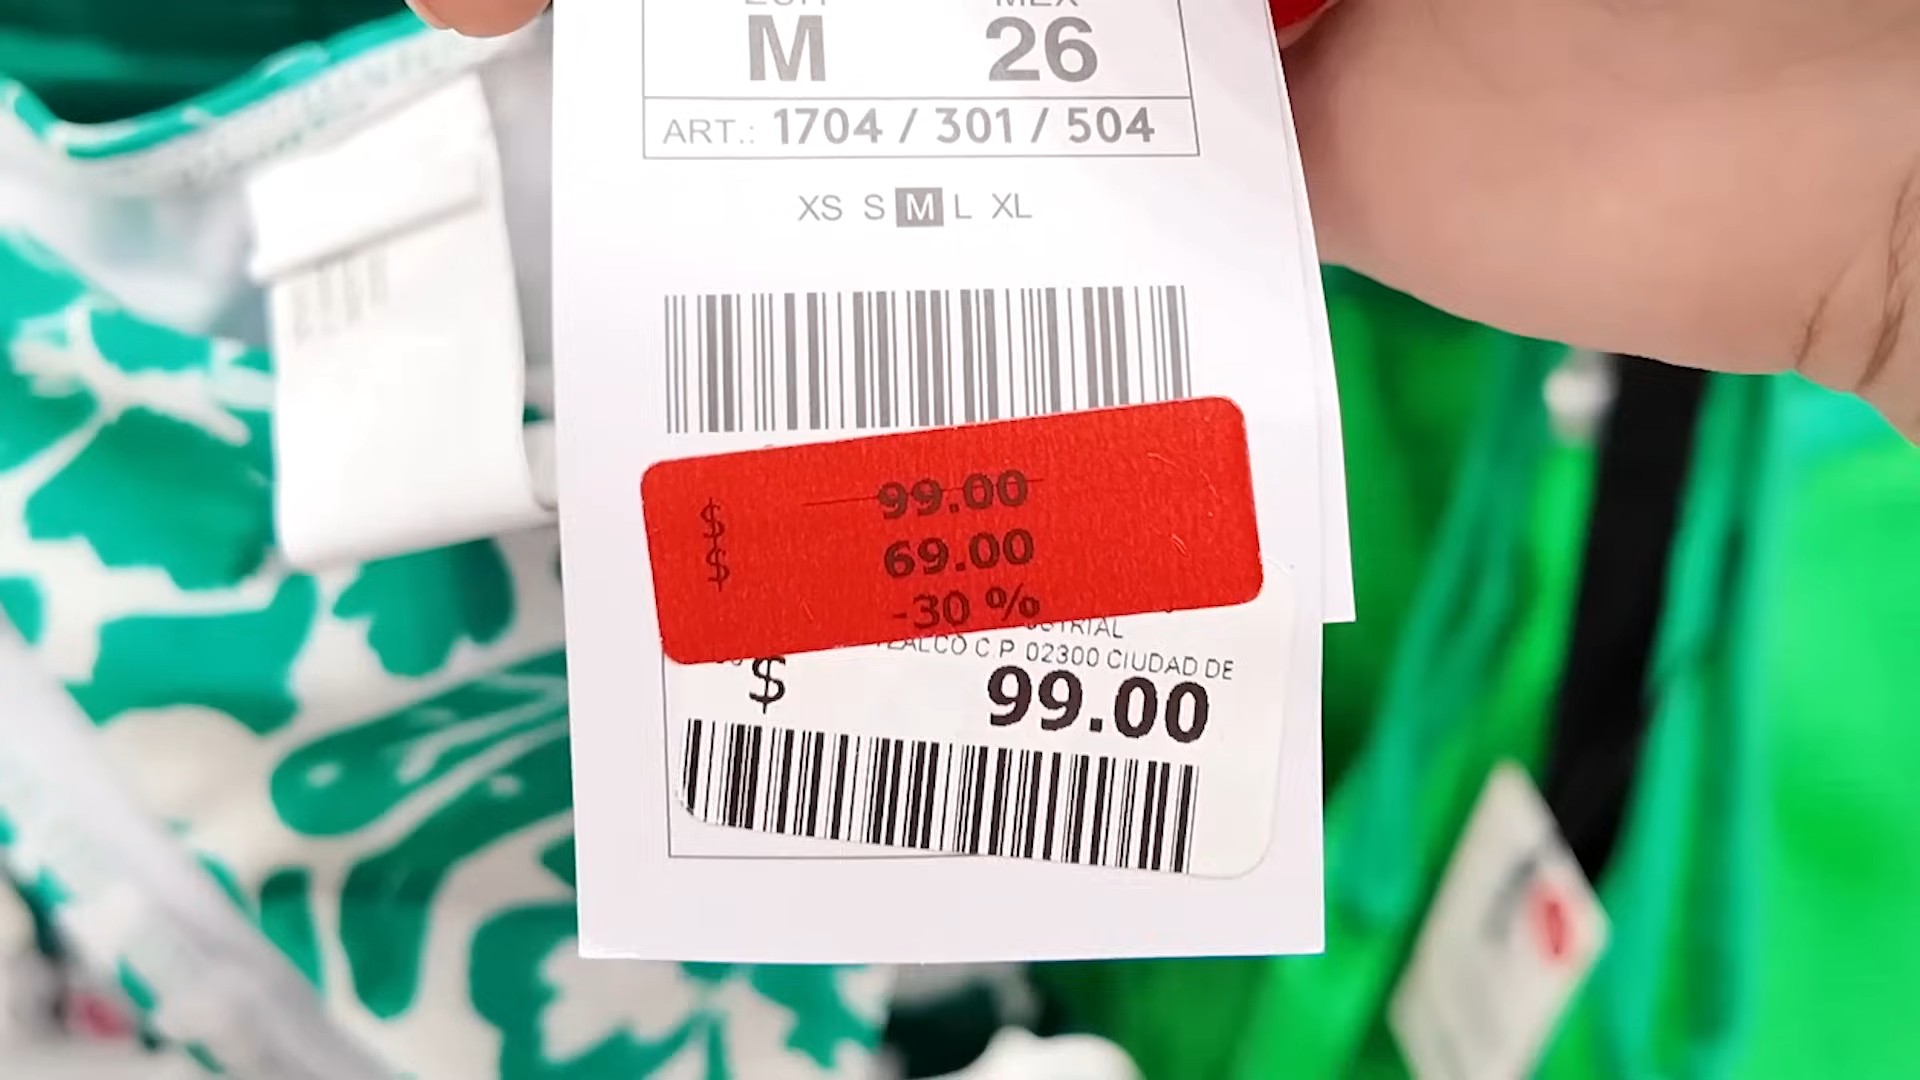 M 26
ART.: 1704 / 301 / 504
XS S M L XL
$ 99.00
$ 69.00
-30 %
C.P. 02300 CIUDAD DE
$ 99.00